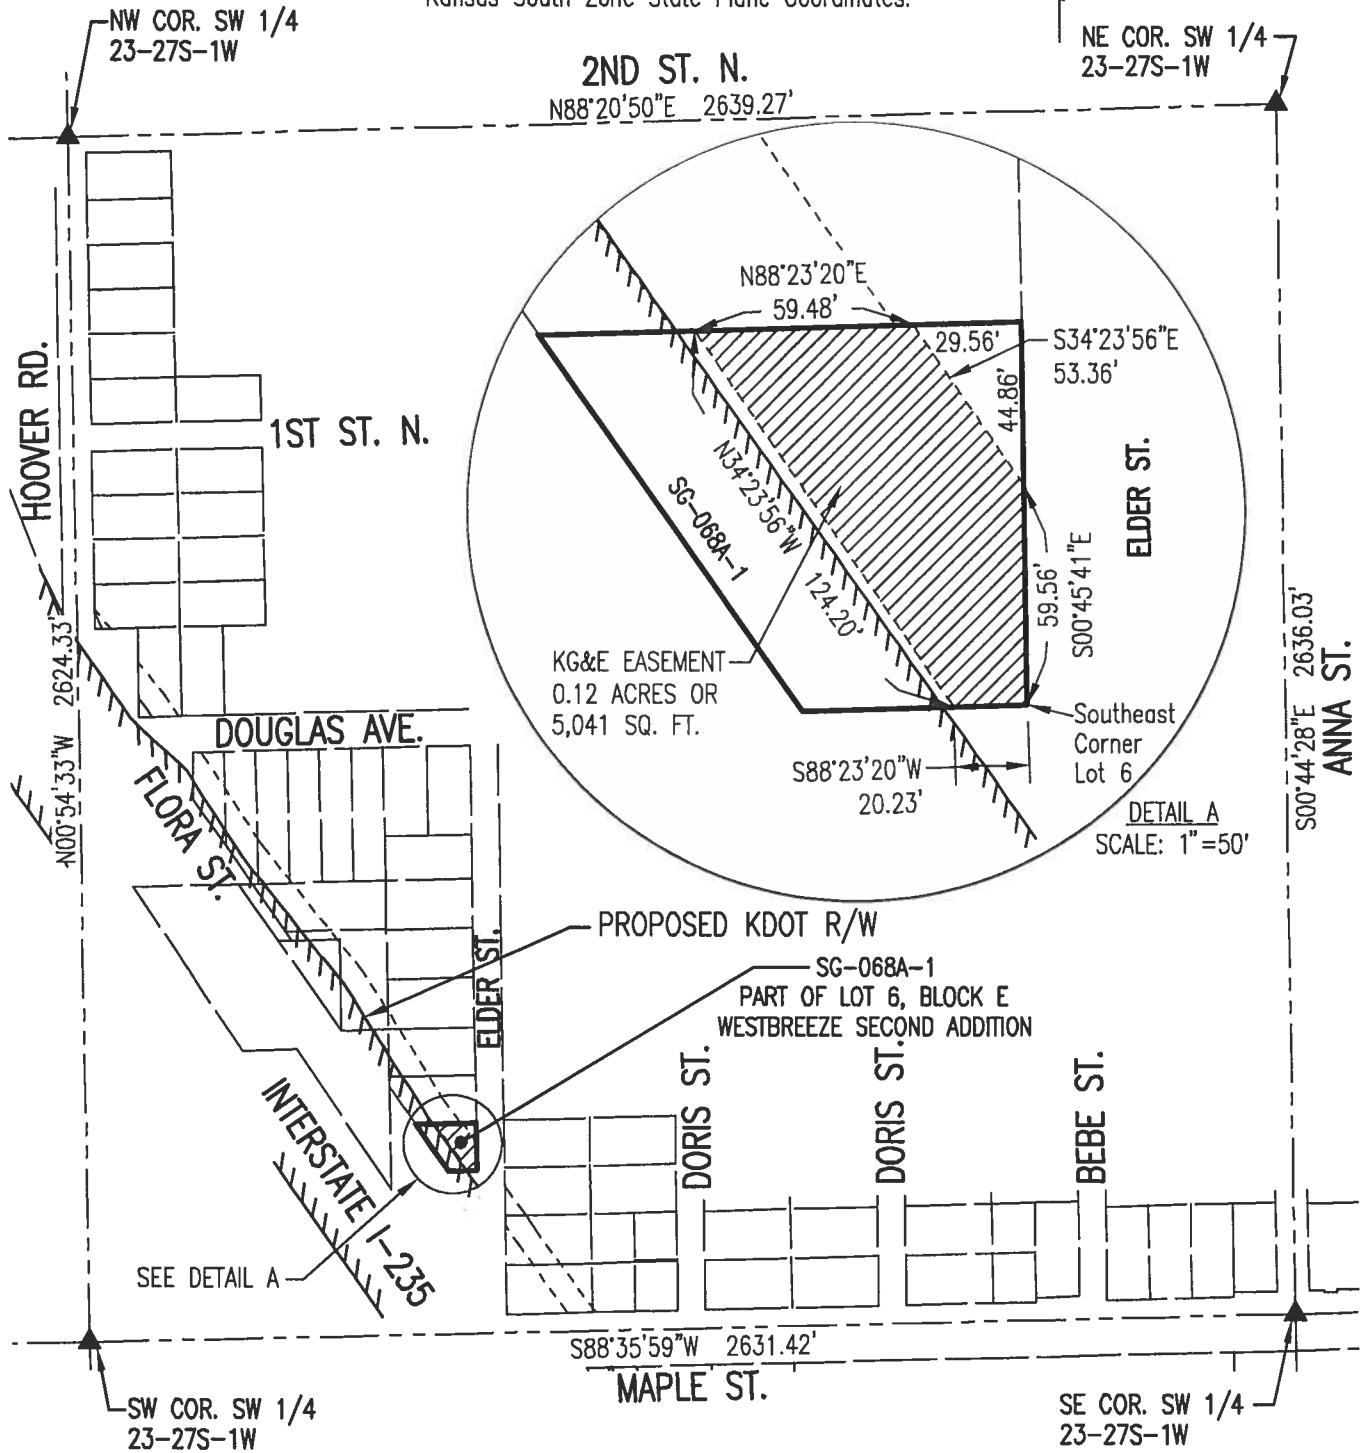 Kansas South Zone State Plane Coordinates.
NW COR. SW 1/4
23-27S-1W
NE COR. SW 1/4
23-27S-1W
2ND ST. N.
N88°20'50"E 2639.27'
HOOVER RD.
1ST ST. N.
N88°23'20"E
59.48'
29.56'
S34°23'56"E
53.36'
44.86'
ELDER ST.
N34°23'56"W
124.20'
SG-068A-1
59.56'
S00°45'41"E
KG&E EASEMENT
0.12 ACRES OR
5,041 SQ. FT.
Southeast
Corner
Lot 6
S88°23'20"W
20.23'
DETAIL A
SCALE: 1"=50'
N00°54'33"W 2624.33'
S00°44'28"E 2636.03'
ANNA ST.
DOUGLAS AVE.
FLORA ST.
PROPOSED KDOT R/W
ELDER ST.
SG-068A-1
PART OF LOT 6, BLOCK E
WESTBREEZE SECOND ADDITION
INTERSTATE I-235
DORIS ST.
DORIS ST.
BEBE ST.
SEE DETAIL A
S88°35'59"W 2631.42'
MAPLE ST.
SW COR. SW 1/4
23-27S-1W
SE COR. SW 1/4
23-27S-1W